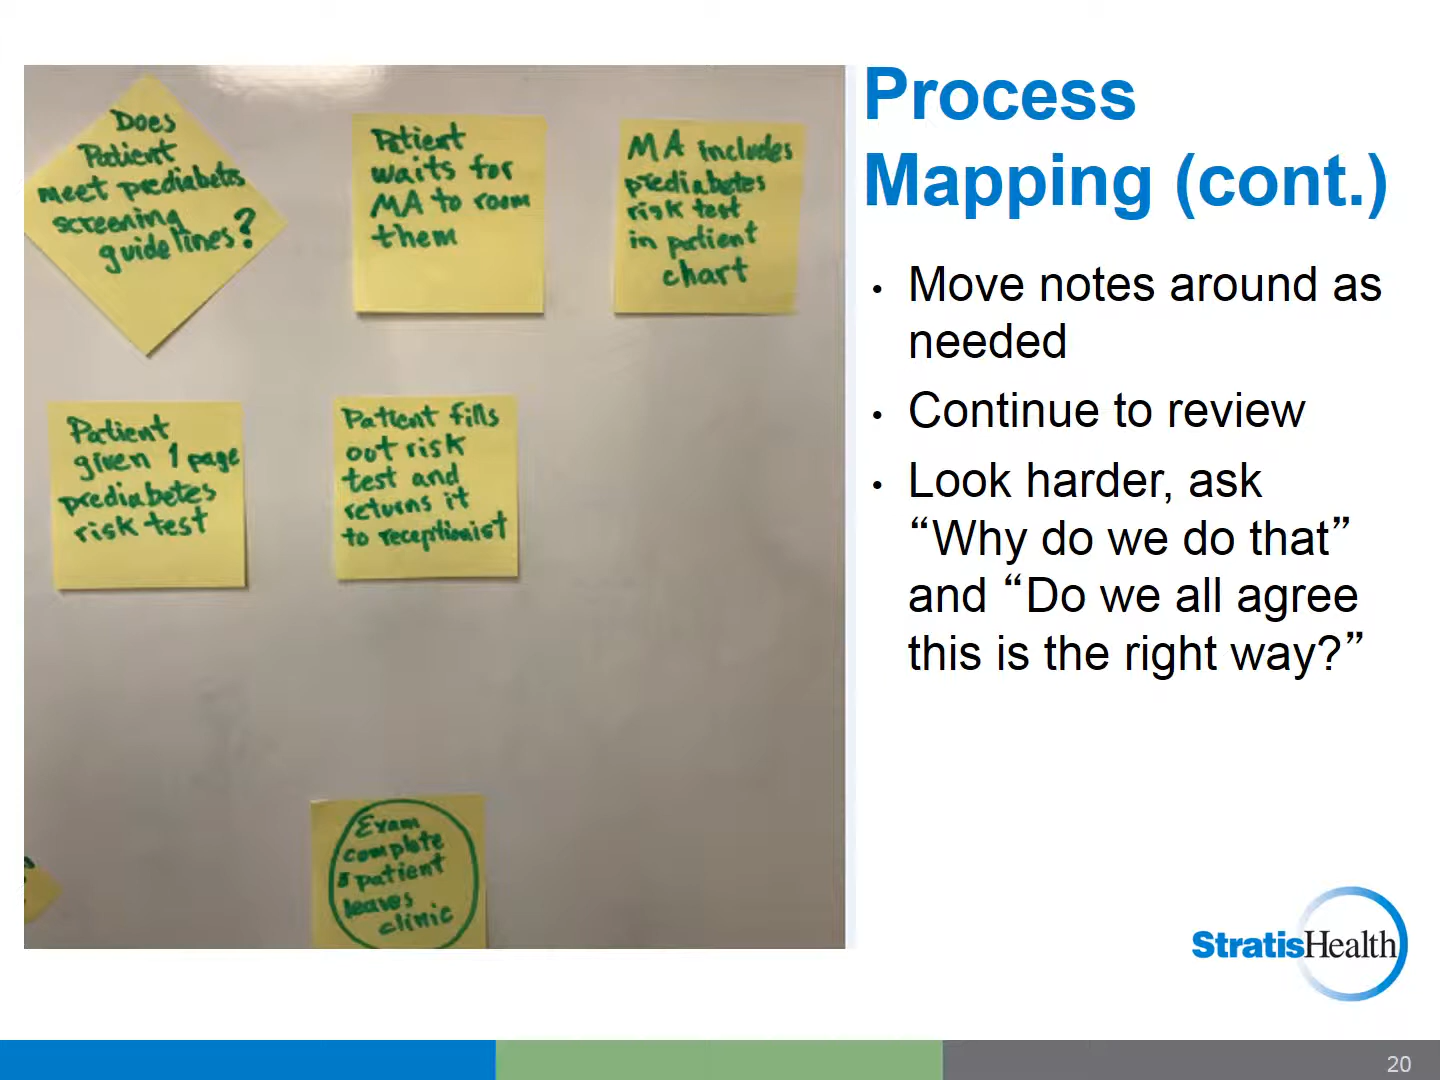 Process
Mapping (cont.)
Does
Patient
meet prediabetes
screening
guidelines?
Patient
waits for
MA to room
them
MA includes
prediabetes
risk test
in patient
chart
Patient
given 1 page
prediabetes
risk test
Patient fills
out risk
test and
returns it
to receptionist
Exam
complete
& patient
leaves
clinic
• Move notes around as
needed
• Continue to review
• Look harder, ask
“Why do we do that”
and “Do we all agree
this is the right way?”
StratisHealth
20